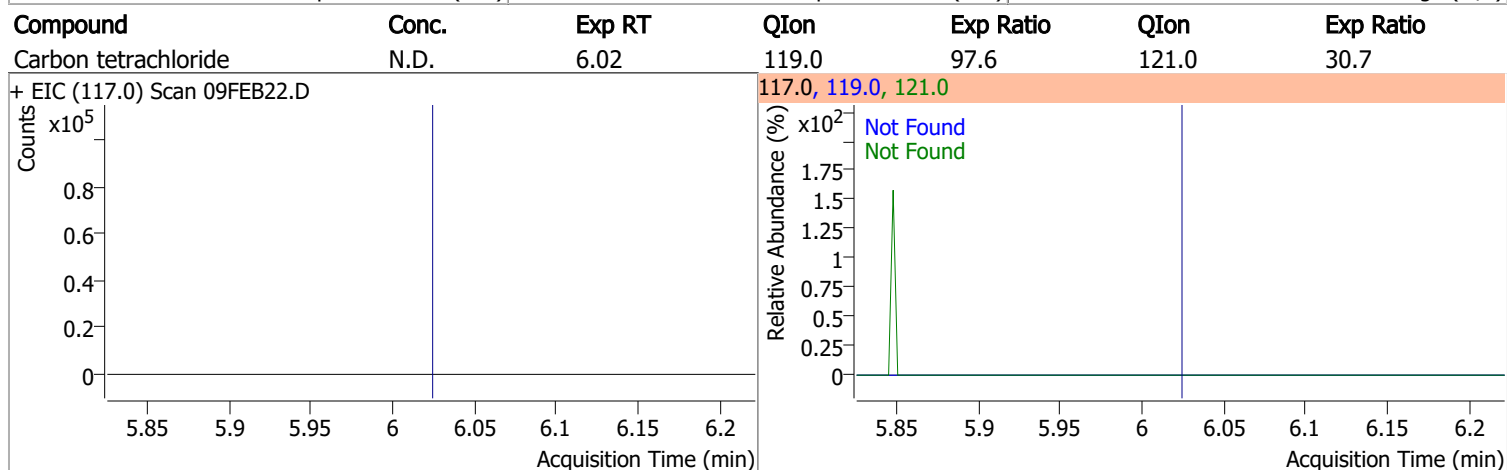 Compound Conc. Exp RT QIon Exp Ratio QIon Exp Ratio
Carbon tetrachloride N.D. 6.02 119.0 97.6 121.0 30.7
+ EIC (117.0) Scan 09FEB22.D
Counts
x10^5
0.8
0.6
0.4
0.2
0
5.85 5.9 5.95 6 6.05 6.1 6.15 6.2
Acquisition Time (min)
117.0, 119.0, 121.0
Relative Abundance (%)
x10^2
Not Found
Not Found
1.75
1.5
1.25
1
0.75
0.5
0.25
0
5.85 5.9 5.95 6 6.05 6.1 6.15 6.2
Acquisition Time (min)